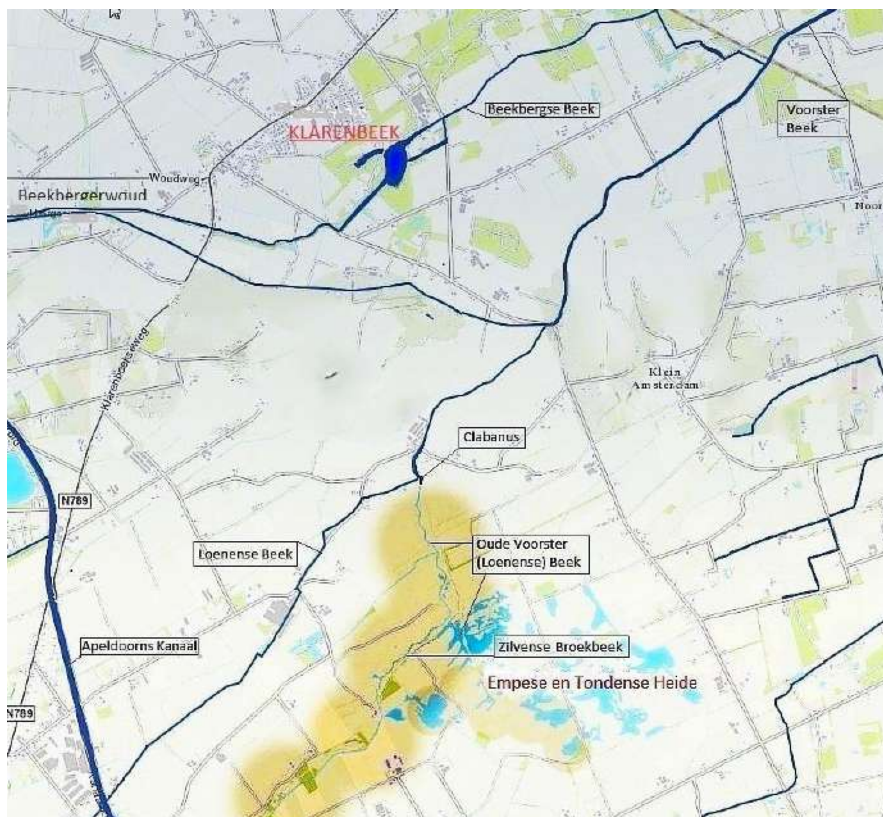 Beekbergse Beek
Voorster
Beek
KLARENBEEK
Woudweg
Beekbergerwoud
Noor
Klarenbeekseweg
Klein
Amsterdam
Clabanus
N789
Loenense Beek
Oude Voorster
(Loenense) Beek
Apeldoorns Kanaal
Zilvense Broekbeek
Empese en Tondense Heide
N789